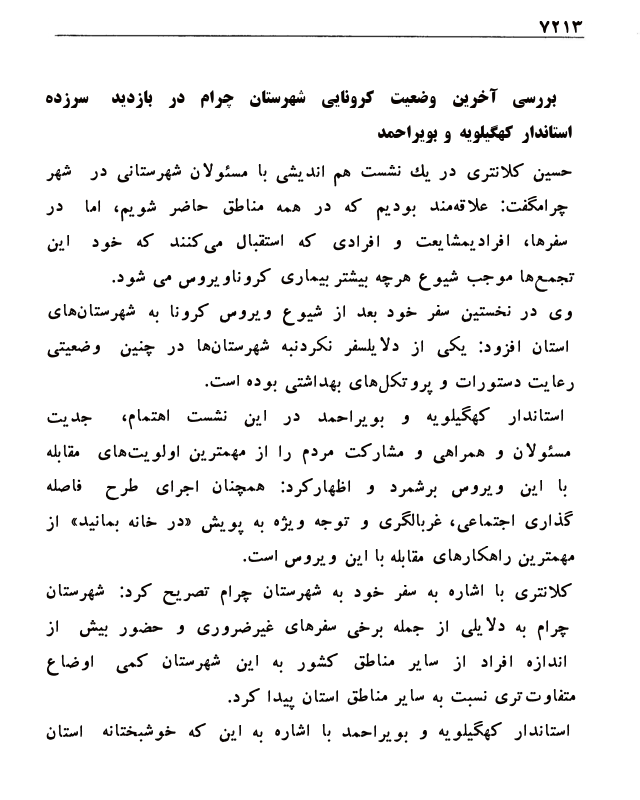 ۷۲۱۳
بررسی آخرین وضعیت کرونایی شهرستان چرام در بازدید سرزده
استاندار کهگیلویه و بویراحمد
حسین کلانتری در یك نشست هم اندیشی با مسئولان شهرستانی در شهر
چرامگفت: علاقه‌مند بودیم که در همه مناطق حاضر شویم، اما در
سفرها، افرادیمشایعت و افرادی که استقبال می‌کنند که خود این
تجمع‌ها موجب شیوع هرچه بیشتر بیماری کروناویروس می شود.
وی در نخستین سفر خود بعد از شیوع ویروس کرونا به شهرستان‌های
استان افزود: یکی از دلایلسفر نکردنبه شهرستان‌ها در چنین وضعیتی
رعایت دستورات و پروتکل‌های بهداشتی بوده است.
استاندار کهگیلویه و بویراحمد در این نشست اهتمام، جدیت
مسئولان و همراهی و مشارکت مردم را از مهمترین اولویت‌های مقابله
با این ویروس برشمرد و اظهارکرد: همچنان اجرای طرح فاصله
گذاری اجتماعی، غربالگری و توجه ویژه به پویش «در خانه بمانید» از
مهمترین راهکارهای مقابله با این ویروس است.
کلانتری با اشاره به سفر خود به شهرستان چرام تصریح کرد: شهرستان
چرام به دلایلی از جمله برخی سفرهای غیرضروری و حضور بیش از
اندازه افراد از سایر مناطق کشور به این شهرستان کمی اوضاع
متفاوت‌تری نسبت به سایر مناطق استان پیدا کرد.
استاندار کهگیلویه و بویراحمد با اشاره به این که خوشبختانه استان